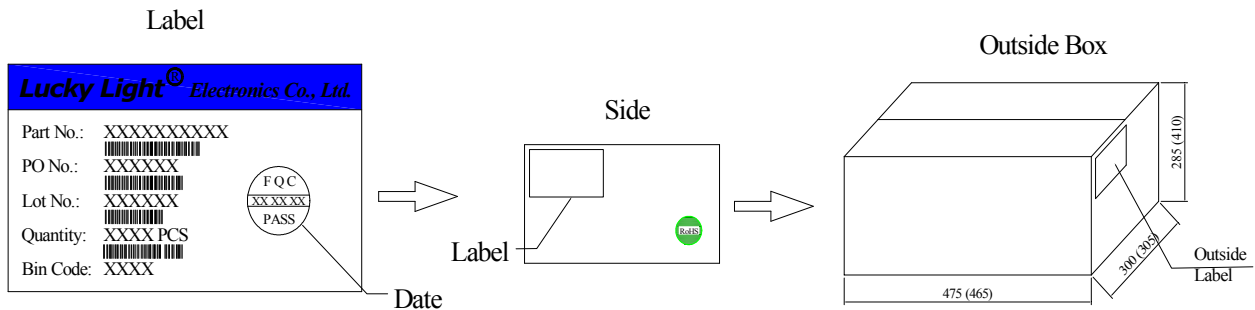 Label
Lucky Light® Electronics Co., Ltd.
Part No.: XXXXXXXXXX
PO No.: XXXXXX
Lot No.: XXXXXX
Quantity: XXXX PCS
Bin Code: XXXX
F Q C
XX XX XX
PASS
Date
Side
Label
RoHS
Outside Box
285 (410)
300 (305)
475 (465)
Outside
Label